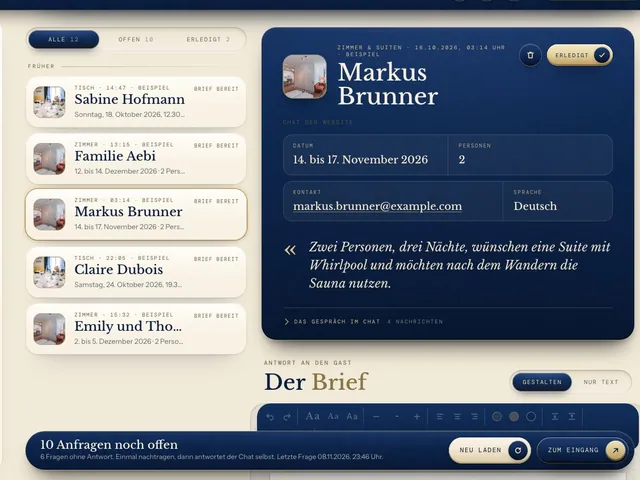 ALLE 12
OFFEN 10
ERLEDIGT 2
FRÜHER
TISCH · 14:47 · BEISPIEL
BRIEF BEREIT
Sabine Hofmann
Sonntag, 18. Oktober 2026, 12.30…
ZIMMER · 13:15 · BEISPIEL
BRIEF BEREIT
Familie Aebi
12. bis 14. Dezember 2026 · 2 Pers…
ZIMMER · 03:14 · BEISPIEL
BRIEF BEREIT
Markus Brunner
14. bis 17. November 2026 · 2 Pers…
TISCH · 22:05 · BEISPIEL
BRIEF BEREIT
Claire Dubois
Samstag, 24. Oktober 2026, 19.3…
ZIMMER · 15:32 · BEISPIEL
BRIEF BEREIT
Emily und Tho…
2. bis 5. Dezember 2026 · 2 Perso…
ZIMMER & SUITEN · 16.10.2026, 03:14 UHR
· BEISPIEL
Markus
Brunner
ERLEDIGT
CHAT DER WEBSITE
DATUM
14. bis 17. November 2026
PERSONEN
2
KONTAKT
markus.brunner@example.com
SPRACHE
Deutsch
« Zwei Personen, drei Nächte, wünschen eine Suite mit
Whirlpool und möchten nach dem Wandern die
Sauna nutzen.
DAS GESPRÄCH IM CHAT 4 NACHRICHTEN
ANTWORT AN DEN GAST
Der Brief
GESTALTEN
NUR TEXT
Aa Aa Aa
10 Anfragen noch offen
6 Fragen ohne Antwort. Einmal nachtragen, dann antwortet der Chat selbst. Letzte Frage 08.11.2026, 23:46 Uhr.
NEU LADEN
ZUM EINGANG